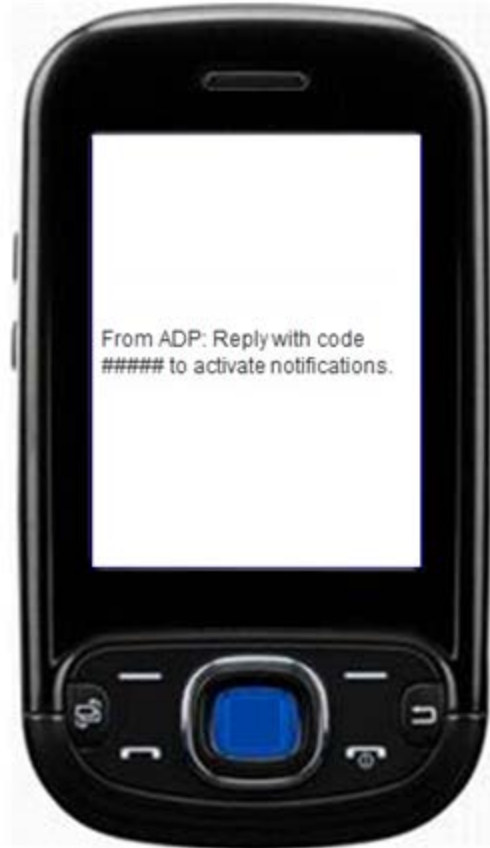 From ADP: Reply with code
##### to activate notifications.